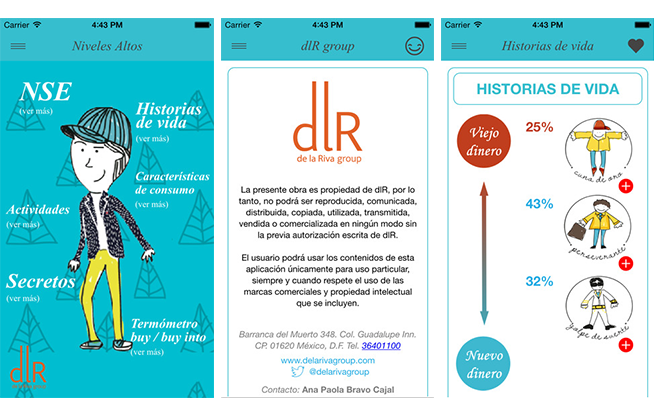 Carrier 4:43 PM
Niveles Altos
NSE
(ver más)
Historias
de vida
(ver más)
Características
de consumo
(ver más)
Actividades
(ver más)
Secretos
(ver más)
Termómetro
buy / buy into
(ver más)
dlR
Carrier 4:43 PM
dlR group
dlR
de la Riva group
La presente obra es propiedad de dlR, por lo
tanto, no podrá ser reproducida, comunicada,
distribuida, copiada, utilizada, transmitida,
vendida o comercializada en ningún modo sin
la previa autorización escrita de dlR.
El usuario podrá usar los contenidos de esta
aplicación únicamente para uso particular,
siempre y cuando respete el uso de las
marcas comerciales y propiedad intelectual
que se incluyen.
Barranca del Muerto 348. Col. Guadalupe Inn.
CP. 01620 México, D.F. Tel. 36401100
www.delarivagroup.com
@delarivagroup
Contacto: Ana Paola Bravo Cajal
Carrier 4:43 PM
Historias de vida
HISTORIAS DE VIDA
Viejo
dinero
25%
cuna de oro
43%
perseverante
32%
golpe de suerte
Nuevo
dinero